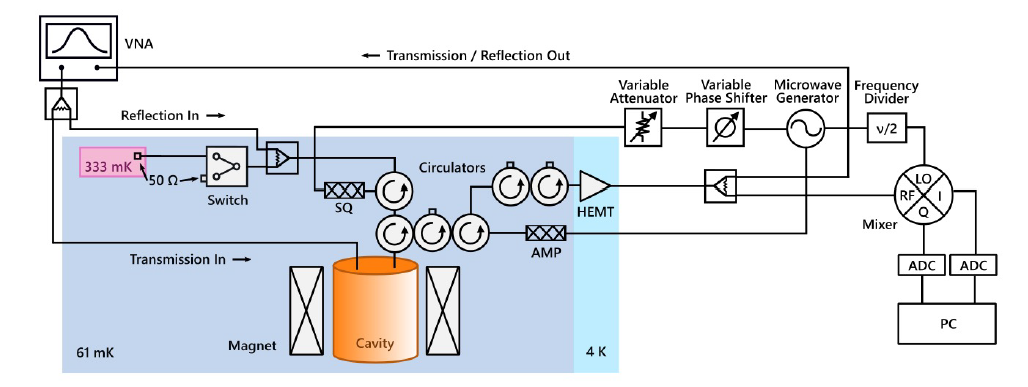 VNA
← Transmission / Reflection Out
Variable
Attenuator
Variable
Phase Shifter
Microwave
Generator
Frequency
Divider
Reflection In →
ν/2
333 mK
50 Ω
Switch
Circulators
SQ
HEMT
LO
RF
I
Q
Mixer
AMP
Transmission In →
ADC
ADC
Magnet
Cavity
PC
61 mK
4 K